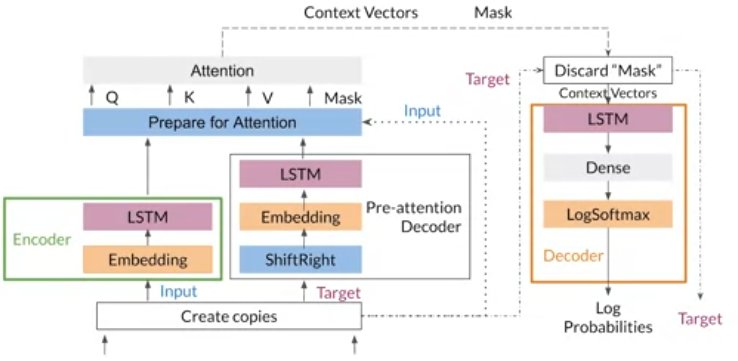 Context Vectors
Mask
Attention
Discard "Mask"
Target
Q
K
V
Mask
Context Vectors
Input
Prepare for Attention
LSTM
LSTM
Dense
Pre-attention
Decoder
LSTM
Embedding
LogSoftmax
Encoder
Embedding
ShiftRight
Decoder
Input
Target
Create copies
Log
Probabilities
Target